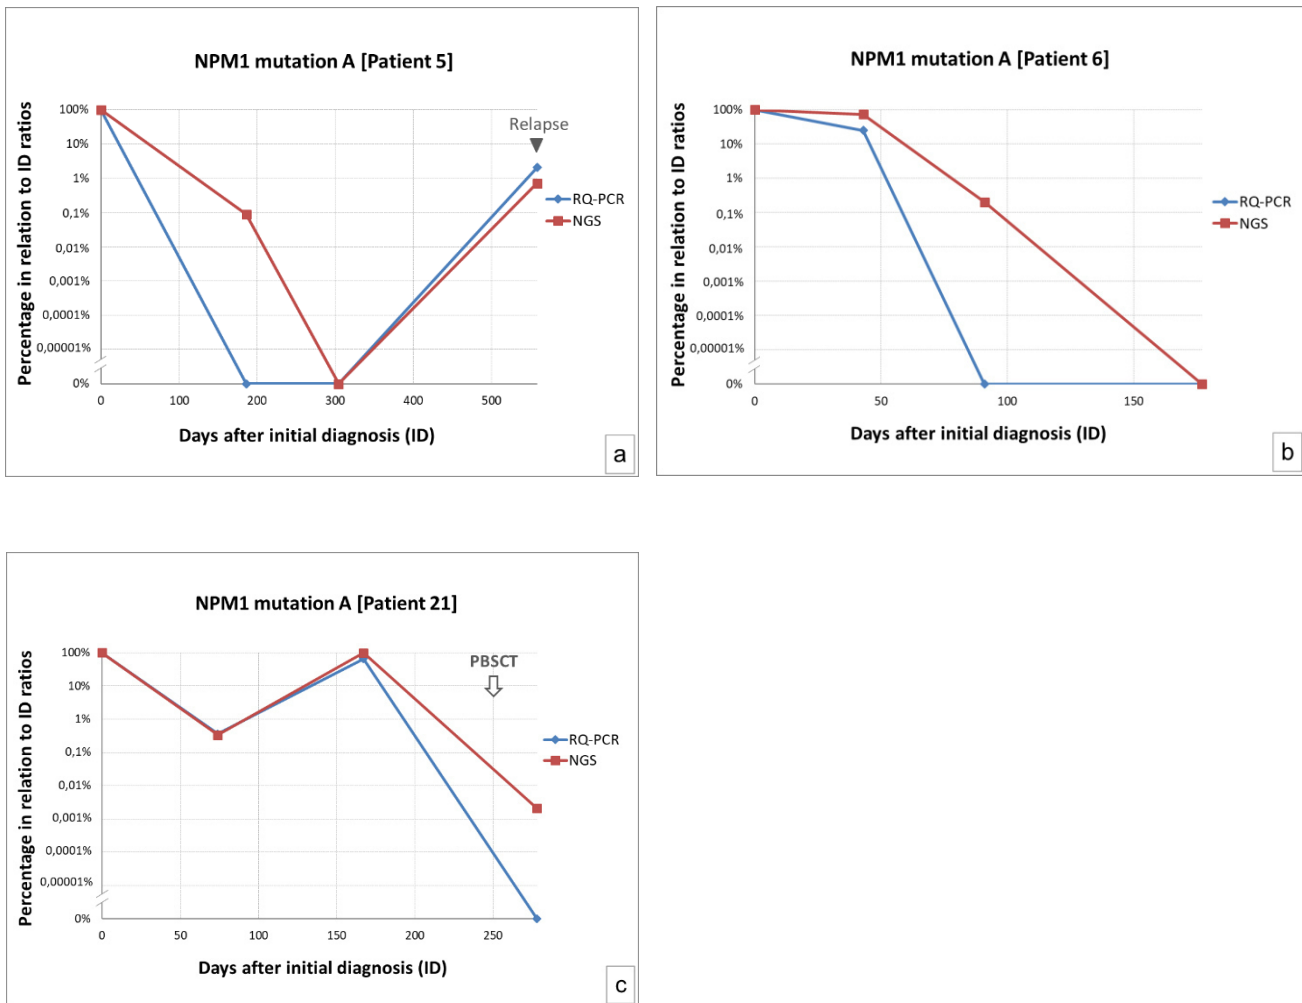 NPM1 mutation A [Patient 5]
Percentage in relation to ID ratios
100%
10%
1%
0,1%
0,01%
0,001%
0,0001%
0,00001%
0%
0 100 200 300 400 500
Relapse
RQ-PCR
NGS
Days after initial diagnosis (ID)
a
NPM1 mutation A [Patient 6]
Percentage in relation to ID ratios
100%
10%
1%
0,1%
0,01%
0,001%
0,0001%
0,00001%
0%
0 50 100 150
RQ-PCR
NGS
Days after initial diagnosis (ID)
b
NPM1 mutation A [Patient 21]
Percentage in relation to ID ratios
100%
10%
1%
0,1%
0,01%
0,001%
0,0001%
0,00001%
0%
0 50 100 150 200 250
PBSCT
RQ-PCR
NGS
Days after initial diagnosis (ID)
c